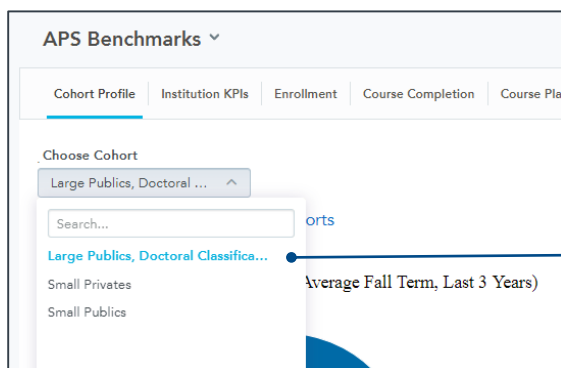 APS Benchmarks
Cohort Profile Institution KPIs Enrollment Course Completion Course Pla
Choose Cohort
Large Publics, Doctoral ...
Search...
orts
Large Publics, Doctoral Classifica...
Average Fall Term, Last 3 Years)
Small Privates
Small Publics